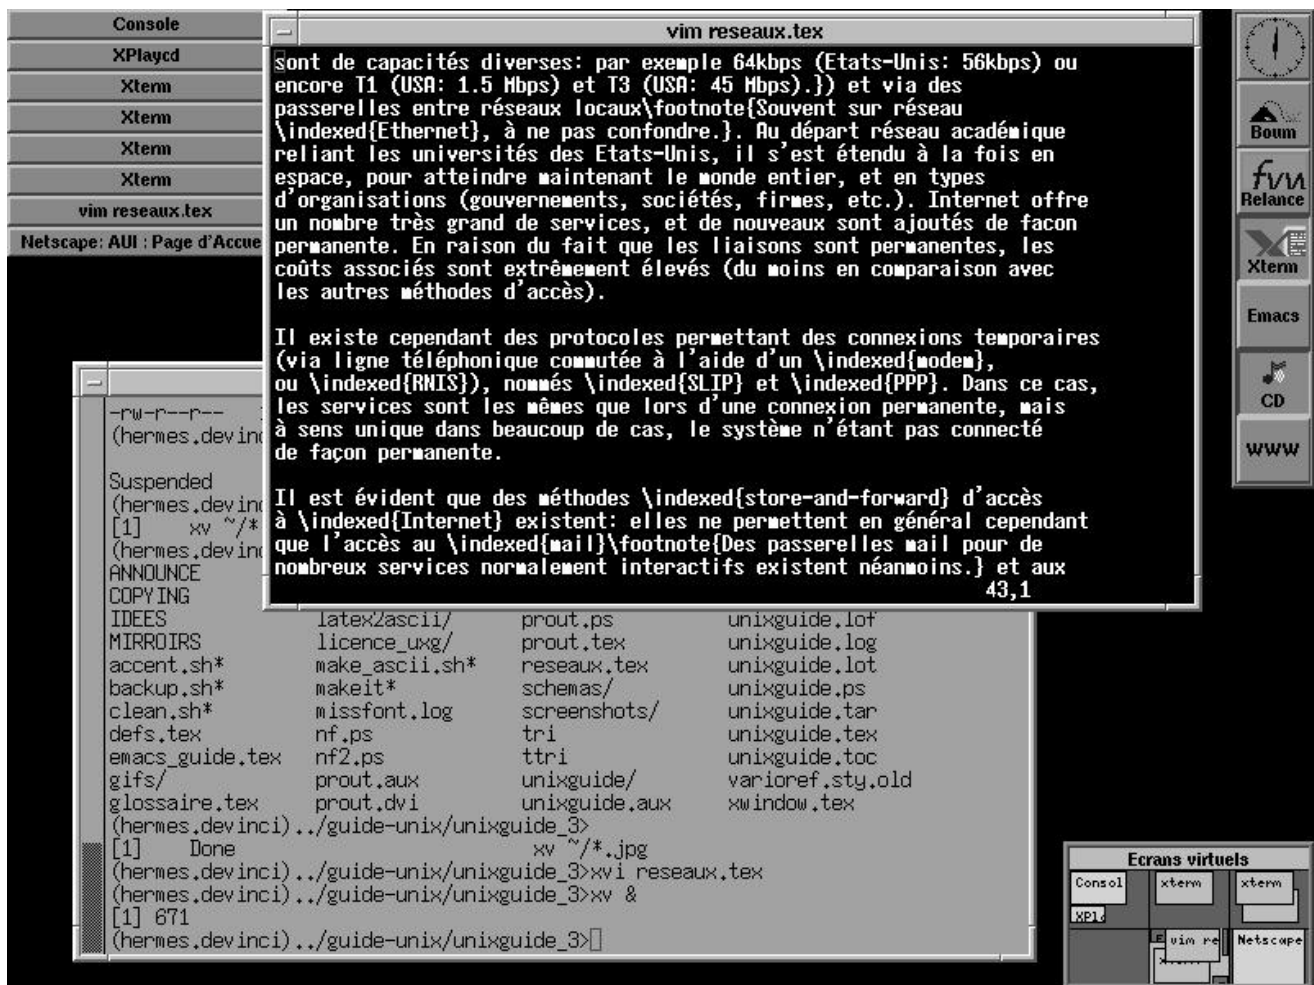 Console
XPlaycd
Xterm
Xterm
Xterm
Xterm
vim reseaux.tex
Netscape: AUI : Page d'Accue
vim reseaux.tex
sont de capacités diverses: par exemple 64kbps (Etats-Unis: 56kbps) ou
encore T1 (USA: 1.5 Mbps) et T3 (USA: 45 Mbps).}) et via des
passerelles entre réseaux locaux\footnote{Souvent sur réseau
\indexed{Ethernet}, à ne pas confondre.}. Au départ réseau académique
reliant les universités des Etats-Unis, il s'est étendu à la fois en
espace, pour atteindre maintenant le monde entier, et en types
d'organisations (gouvernements, sociétés, firmes, etc.). Internet offre
un nombre très grand de services, et de nouveaux sont ajoutés de facon
permanente. En raison du fait que les liaisons sont permanentes, les
coûts associés sont extrêmement élevés (du moins en comparaison avec
les autres méthodes d'accès).
Il existe cependant des protocoles permettant des connexions temporaires
(via ligne téléphonique commutée à l'aide d'un \indexed{modem},
ou \indexed{RNIS}), nommés \indexed{SLIP} et \indexed{PPP}. Dans ce cas,
les services sont les mêmes que lors d'une connexion permanente, mais
à sens unique dans beaucoup de cas, le système n'étant pas connecté
de façon permanente.
Il est évident que des méthodes \indexed{store-and-forward} d'accès
à \indexed{Internet} existent: elles ne permettent en général cependant
que l'accès au \indexed{mail}\footnote{Des passerelles mail pour de
nombreux services normalement interactifs existent néanmoins.} et aux
43,1
-rw-r--r--
(hermes.devinc
Suspended
(hermes.devinc
[1] xv ~/*
(hermes.devinc
ANNOUNCE
COPYING
IDEES latex2ascii/ prout.ps unixguide.lof
MIRROIRS licence_uxg/ prout.tex unixguide.log
accent.sh* make_ascii.sh* reseaux.tex unixguide.lot
backup.sh* makeit* schemas/ unixguide.ps
clean.sh* missfont.log screenshots/ unixguide.tar
defs.tex nf.ps tri unixguide.tex
emacs_guide.tex nf2.ps ttri unixguide.toc
gifs/ prout.aux unixguide/ varioref.sty.old
glossaire.tex prout.dvi unixguide.aux xwindow.tex
(hermes.devinci)../guide-unix/unixguide_3>
[1] Done xv ~/*.jpg
(hermes.devinci)../guide-unix/unixguide_3>xvi reseaux.tex
(hermes.devinci)../guide-unix/unixguide_3>xv &
[1] 671
(hermes.devinci)../guide-unix/unixguide_3>
Boum
fvw
Relance
Xterm
Emacs
CD
WWW
Ecrans virtuels
Consol xterm xterm
XPl
vim re Netscape